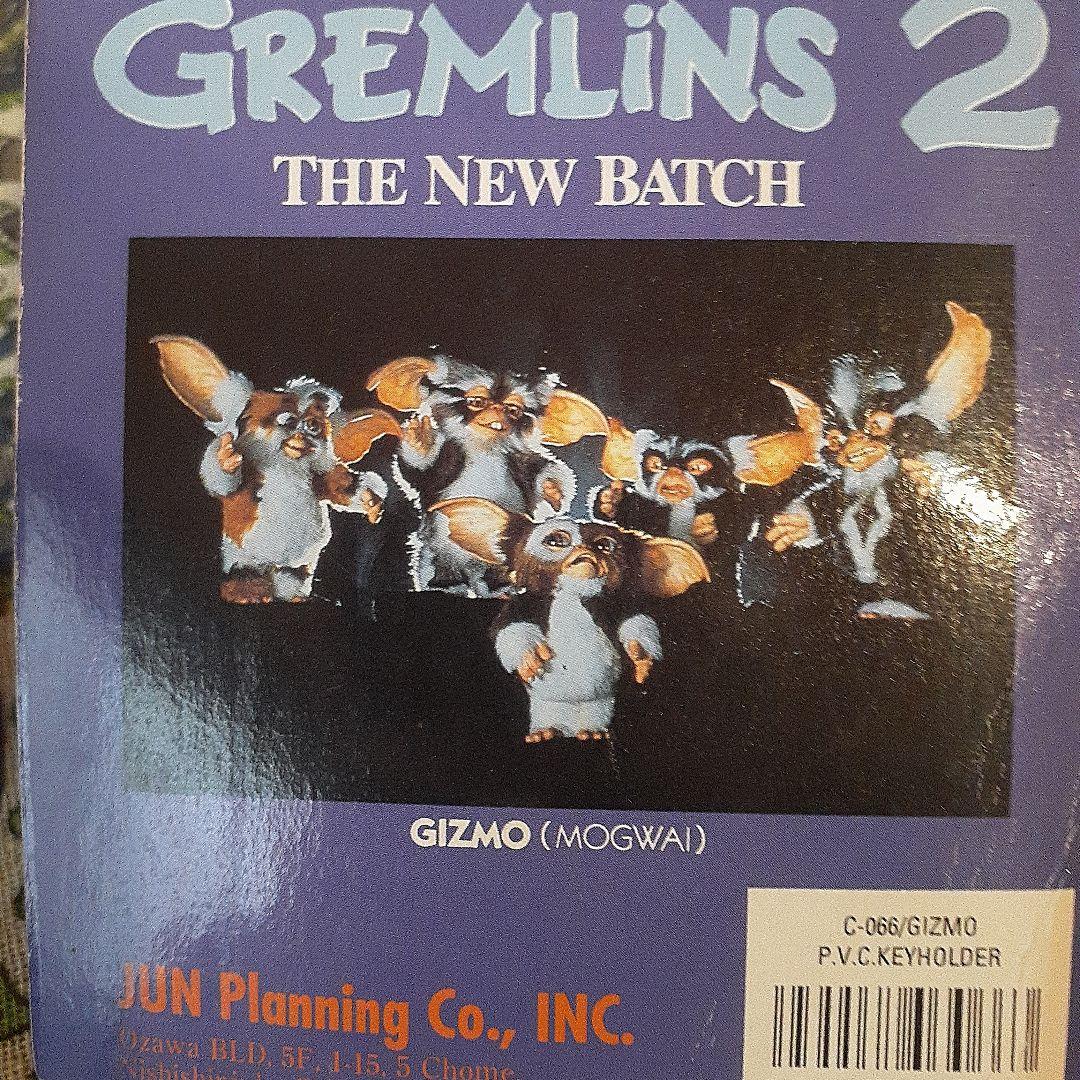 GREMLiNS 2
THE NEW BATCH
GIZMO (MOGWAI)
C-066/GIZMO
P.V.C.KEYHOLDER
JUN Planning Co., INC.
Ozawa BLD, 5F, 1-15, 5 Chome